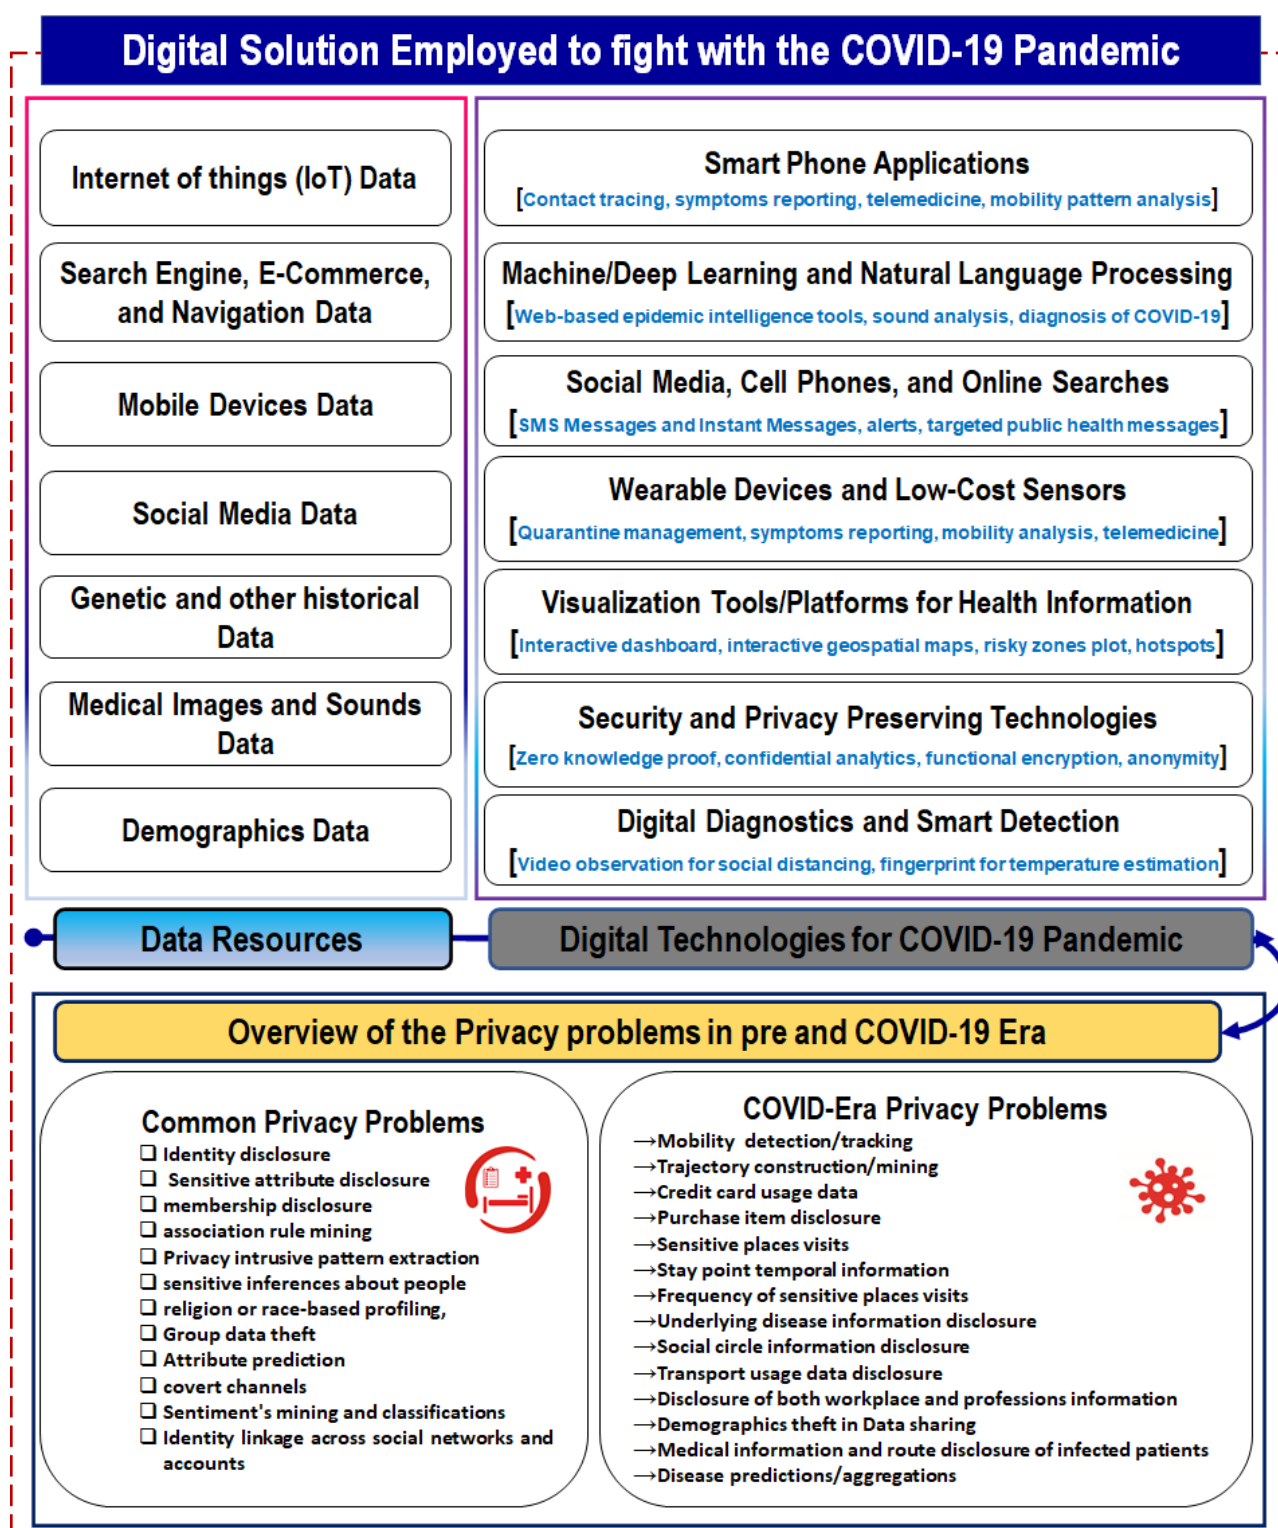 Digital Solution Employed to fight with the COVID-19 Pandemic
Internet of things (IoT) Data
Search Engine, E-Commerce,
and Navigation Data
Mobile Devices Data
Social Media Data
Genetic and other historical
Data
Medical Images and Sounds
Data
Demographics Data
Smart Phone Applications
[Contact tracing, symptoms reporting, telemedicine, mobility pattern analysis]
Machine/Deep Learning and Natural Language Processing
[Web-based epidemic intelligence tools, sound analysis, diagnosis of COVID-19]
Social Media, Cell Phones, and Online Searches
[SMS Messages and Instant Messages, alerts, targeted public health messages]
Wearable Devices and Low-Cost Sensors
[Quarantine management, symptoms reporting, mobility analysis, telemedicine]
Visualization Tools/Platforms for Health Information
[Interactive dashboard, interactive geospatial maps, risky zones plot, hotspots]
Security and Privacy Preserving Technologies
[Zero knowledge proof, confidential analytics, functional encryption, anonymity]
Digital Diagnostics and Smart Detection
[Video observation for social distancing, fingerprint for temperature estimation]
Data Resources
Digital Technologies for COVID-19 Pandemic
Overview of the Privacy problems in pre and COVID-19 Era
Common Privacy Problems
❑ Identity disclosure
❑ Sensitive attribute disclosure
❑ membership disclosure
❑ association rule mining
❑ Privacy intrusive pattern extraction
❑ sensitive inferences about people
❑ religion or race-based profiling,
❑ Group data theft
❑ Attribute prediction
❑ covert channels
❑ Sentiment's mining and classifications
❑ Identity linkage across social networks and
accounts
COVID-Era Privacy Problems
→Mobility detection/tracking
→Trajectory construction/mining
→Credit card usage data
→Purchase item disclosure
→Sensitive places visits
→Stay point temporal information
→Frequency of sensitive places visits
→Underlying disease information disclosure
→Social circle information disclosure
→Transport usage data disclosure
→Disclosure of both workplace and professions information
→Demographics theft in Data sharing
→Medical information and route disclosure of infected patients
→Disease predictions/aggregations